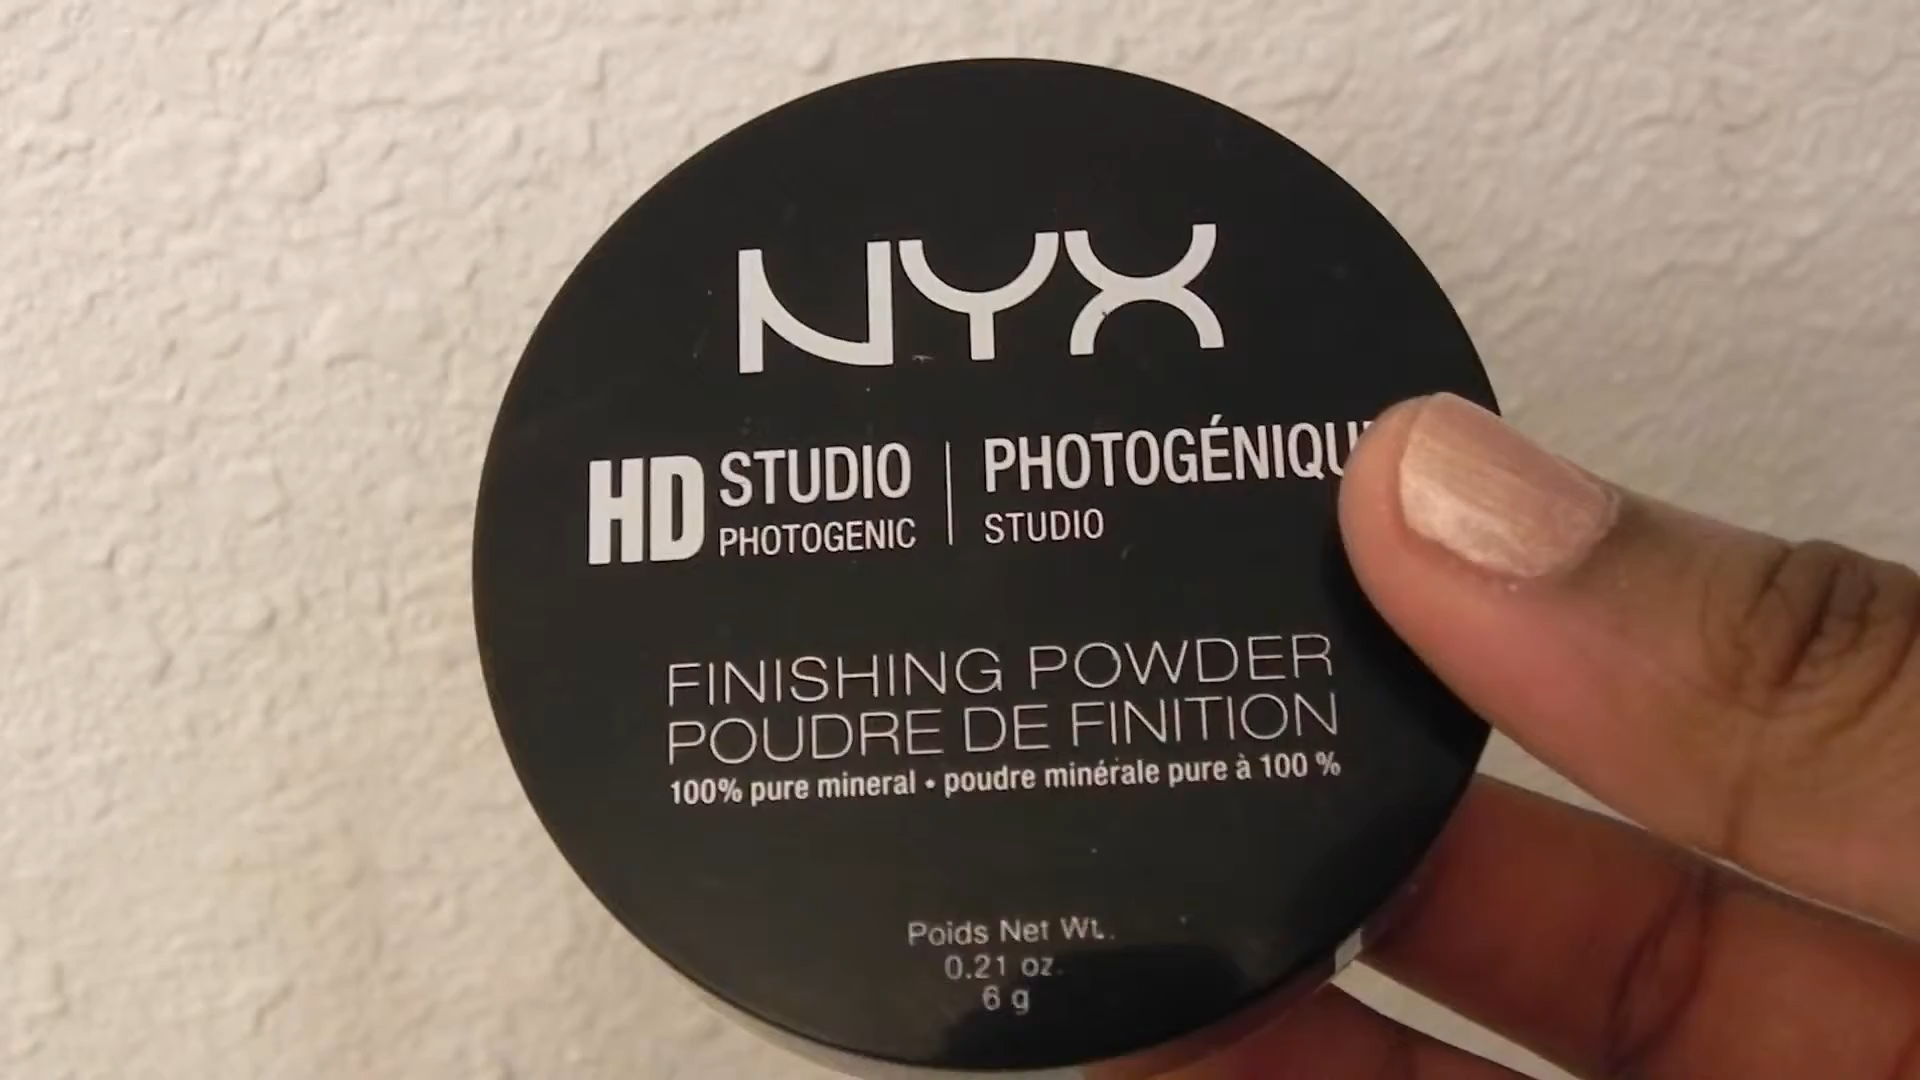 NYX
HD STUDIO PHOTOGENIC
PHOTOGÉNIQUE STUDIO
FINISHING POWDER
POUDRE DE FINITION
100% pure mineral • poudre minérale pure à 100 %
Poids Net Wt.
0.21 oz.
6 g